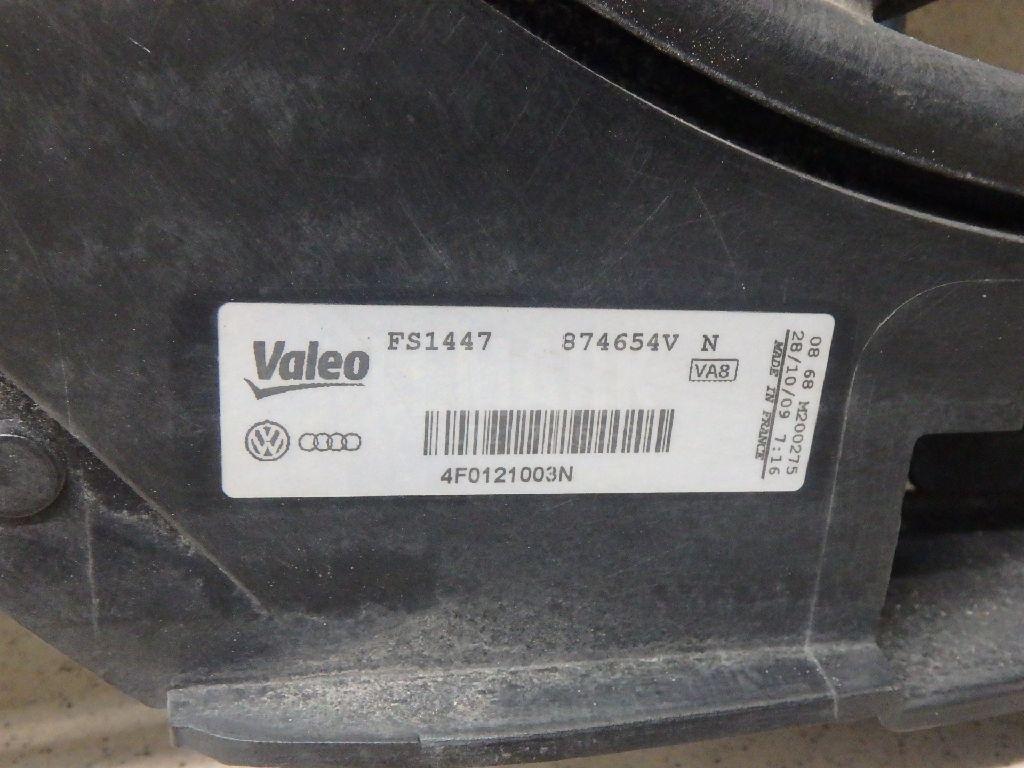 Valeo FS1447 874654V N
VA8
4F0121003N
08 68 M200275
28/10/09 7:16
MADE IN FRANCE